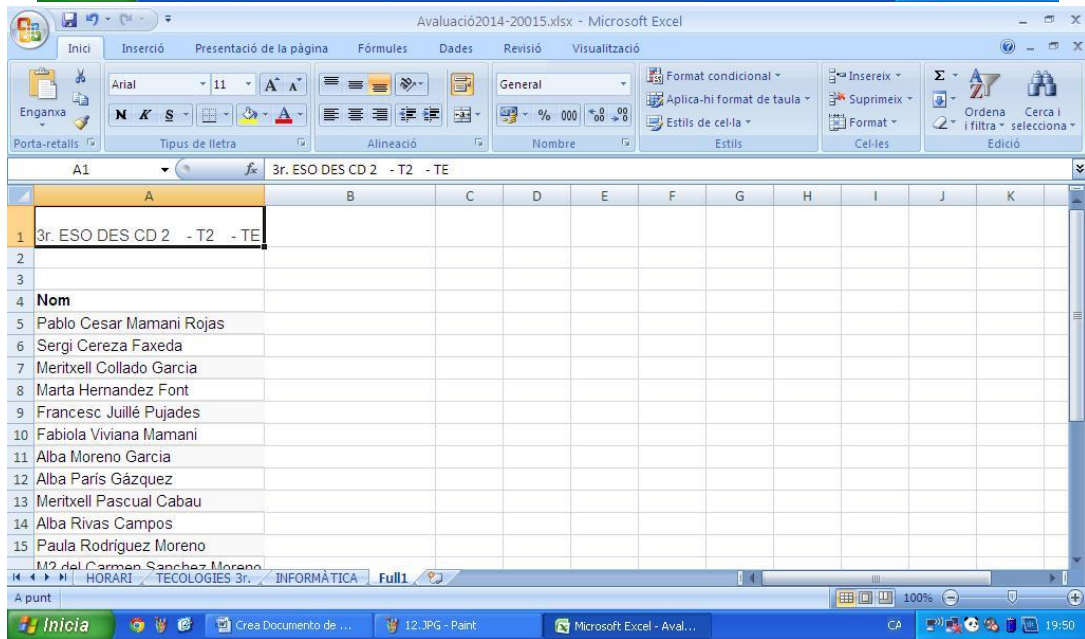 Avaluació2014-20015.xlsx - Microsoft Excel
Inici Inserció Presentació de la pàgina Fórmules Dades Revisió Visualització
Enganxa
Arial 11
N K S
General
% 000
Format condicional
Aplica-hi format de taula
Estils de cel·la
Insereix
Suprimeix
Format
Ordena i filtra
Cerca i selecciona
Porta-retalls Tipus de lletra Alineació Nombre Estils Cel·les Edició
A1 fx 3r. ESO DES CD 2 - T2 - TE
A B C D E F G H I J K
1 3r. ESO DES CD 2 - T2 - TE
2
3
4 Nom
5 Pablo Cesar Mamani Rojas
6 Sergi Cereza Faxeda
7 Meritxell Collado Garcia
8 Marta Hernandez Font
9 Francesc Juillé Pujades
10 Fabiola Viviana Mamani
11 Alba Moreno Garcia
12 Alba París Gázquez
13 Meritxell Pascual Cabau
14 Alba Rivas Campos
15 Paula Rodríguez Moreno
Mª del Carmen Sanchez Moreno
HORARI TECOLOGIES 3r. INFORMÀTICA Full1
A punt 100%
Inicia Crea Documento de ... 12.JPG - Paint Microsoft Excel - Aval... CA 19:50